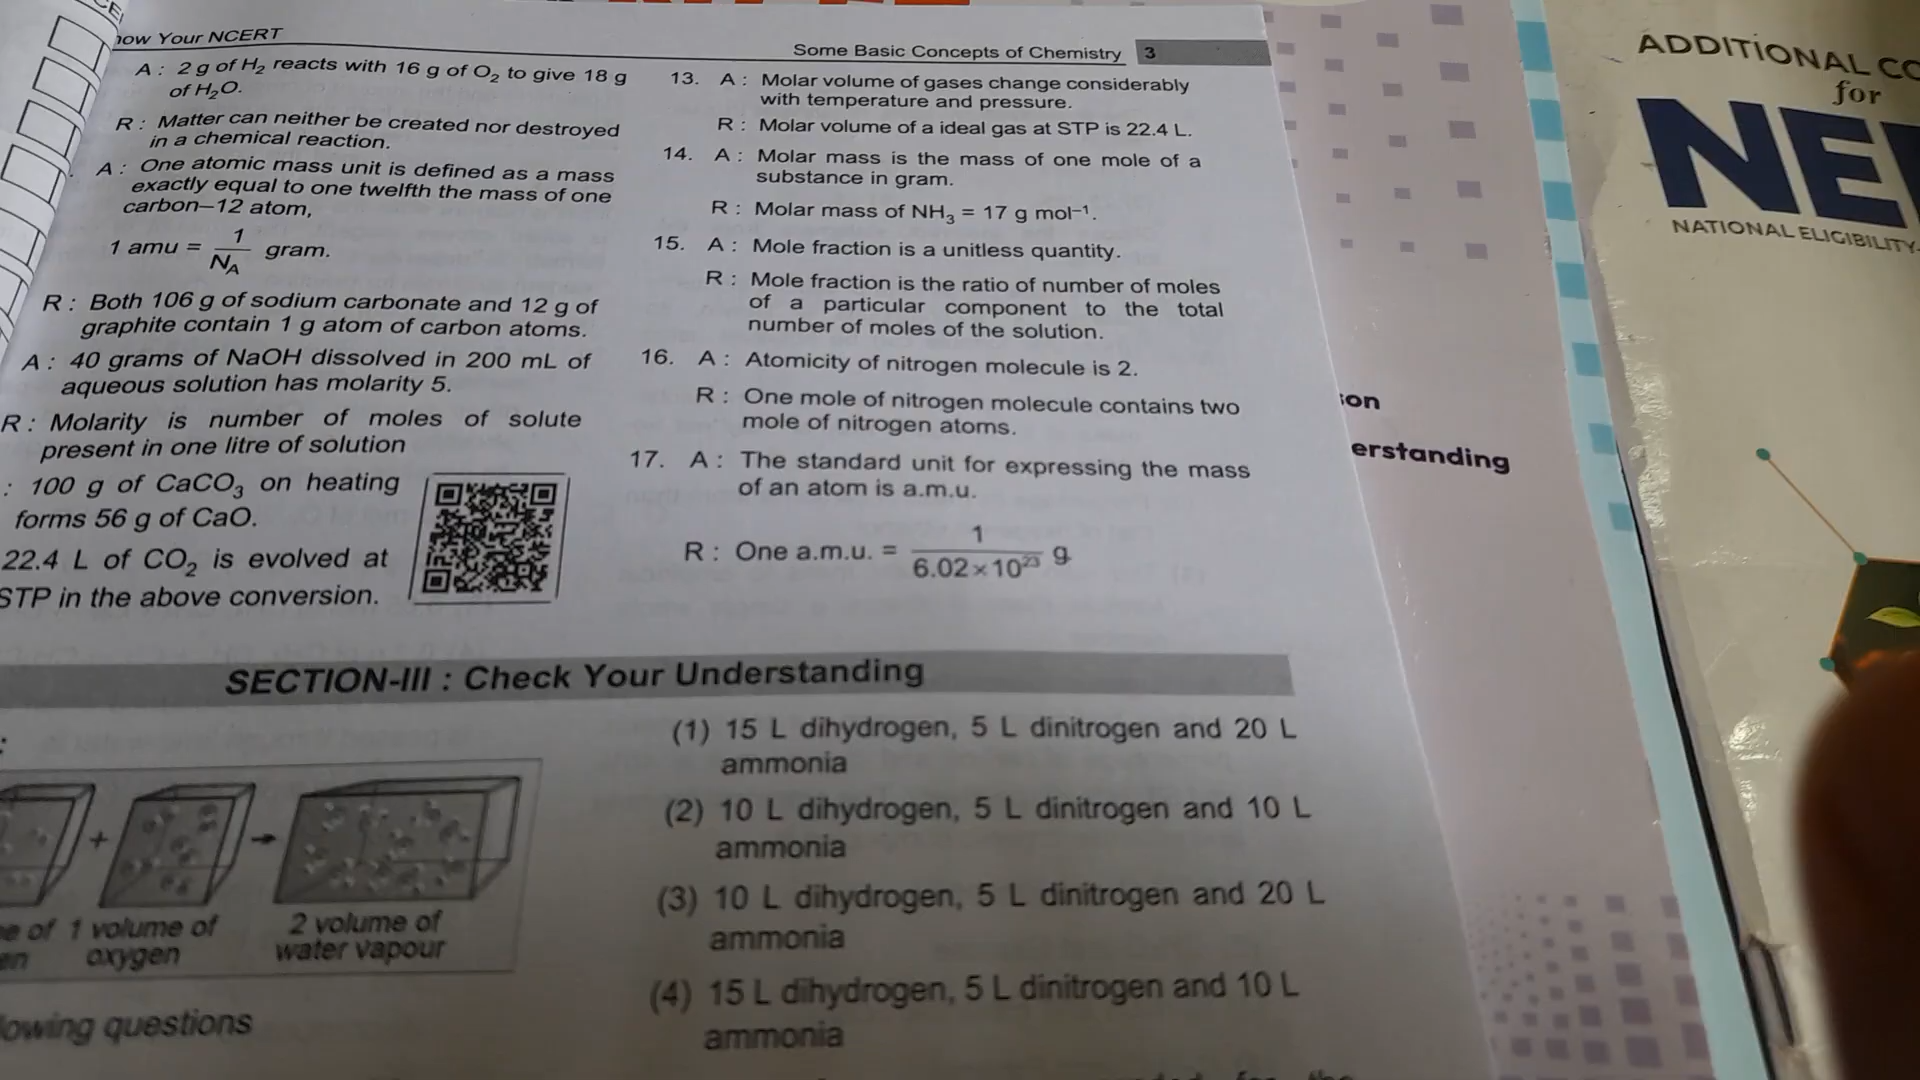 now Your NCERT
Some Basic Concepts of Chemistry 3
A : 2 g of H₂ reacts with 16 g of O₂ to give 18 g
of H₂O.
R : Matter can neither be created nor destroyed
in a chemical reaction.
A : One atomic mass unit is defined as a mass
exactly equal to one twelfth the mass of one
carbon–12 atom,
1 amu = 1/N_A gram.
R : Both 106 g of sodium carbonate and 12 g of
graphite contain 1 g atom of carbon atoms.
A : 40 grams of NaOH dissolved in 200 mL of
aqueous solution has molarity 5.
R : Molarity is number of moles of solute
present in one litre of solution
: 100 g of CaCO₃ on heating
forms 56 g of CaO.
22.4 L of CO₂ is evolved at
STP in the above conversion.
13. A : Molar volume of gases change considerably
with temperature and pressure.
R : Molar volume of a ideal gas at STP is 22.4 L.
14. A : Molar mass is the mass of one mole of a
substance in gram.
R : Molar mass of NH₃ = 17 g mol⁻¹.
15. A : Mole fraction is a unitless quantity.
R : Mole fraction is the ratio of number of moles
of a particular component to the total
number of moles of the solution.
16. A : Atomicity of nitrogen molecule is 2.
R : One mole of nitrogen molecule contains two
mole of nitrogen atoms.
17. A : The standard unit for expressing the mass
of an atom is a.m.u.
R : One a.m.u. = 1/(6.02×10²³) g
SECTION-III : Check Your Understanding
:
+ →
e of 1 volume of 2 volume of
en oxygen water vapour
lowing questions
(1) 15 L dihydrogen, 5 L dinitrogen and 20 L
ammonia
(2) 10 L dihydrogen, 5 L dinitrogen and 10 L
ammonia
(3) 10 L dihydrogen, 5 L dinitrogen and 20 L
ammonia
(4) 15 L dihydrogen, 5 L dinitrogen and 10 L
ammonia
on
erstanding
ADDITIONAL CO
for
NEE
NATIONAL ELIGIBILITY